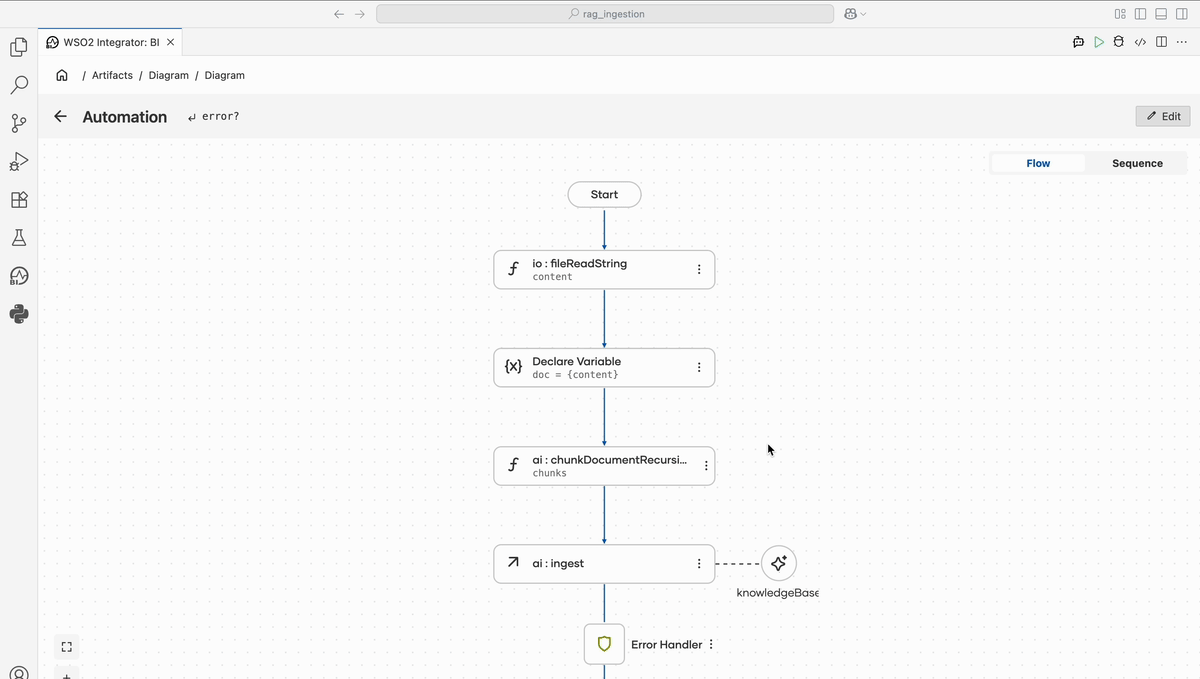 rag_ingestion
WSO2 Integrator: BI
/ Artifacts / Diagram / Diagram
Automation error?
Edit
Flow Sequence
Start
io : fileReadString
content
{x} Declare Variable
doc = {content}
ai : chunkDocumentRecursi...
chunks
ai : ingest
knowledgeBase
Error Handler
BI